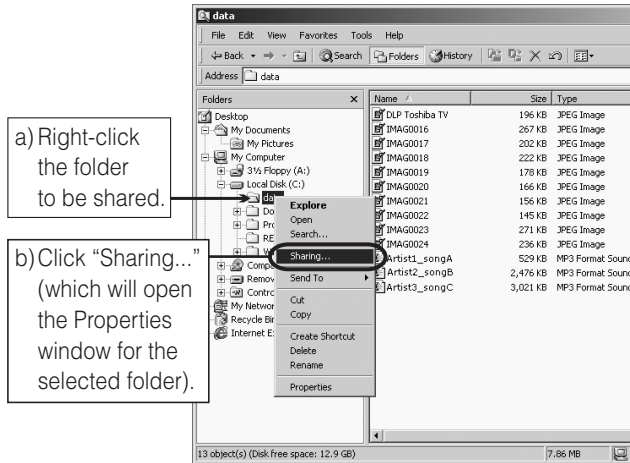 data
File Edit View Favorites Tools Help
Back Search Folders History
Address data
Folders × Name Size Type
a) Right-click
the folder
to be shared.
b) Click “Sharing...”
(which will open
the Properties
window for the
selected folder).
Desktop
My Documents
My Pictures
My Computer
3½ Floppy (A:)
Local Disk (C:)
da
Do
Pro
RE
W
Compa
Remov
Contro
My Networ
Recycle Bin
Internet E
Explore
Open
Search...
Sharing...
Send To
Cut
Copy
Create Shortcut
Delete
Rename
Properties
DLP Toshiba TV 196 KB JPEG Image
IMAG0016 267 KB JPEG Image
IMAG0017 202 KB JPEG Image
IMAG0018 222 KB JPEG Image
IMAG0019 178 KB JPEG Image
IMAG0020 166 KB JPEG Image
IMAG0021 156 KB JPEG Image
IMAG0022 145 KB JPEG Image
IMAG0023 271 KB JPEG Image
IMAG0024 236 KB JPEG Image
Artist1_songA 529 KB MP3 Format Sound
Artist2_songB 2,476 KB MP3 Format Sound
Artist3_songC 3,021 KB MP3 Format Sound
13 object(s) (Disk free space: 12.9 GB) 7.86 MB